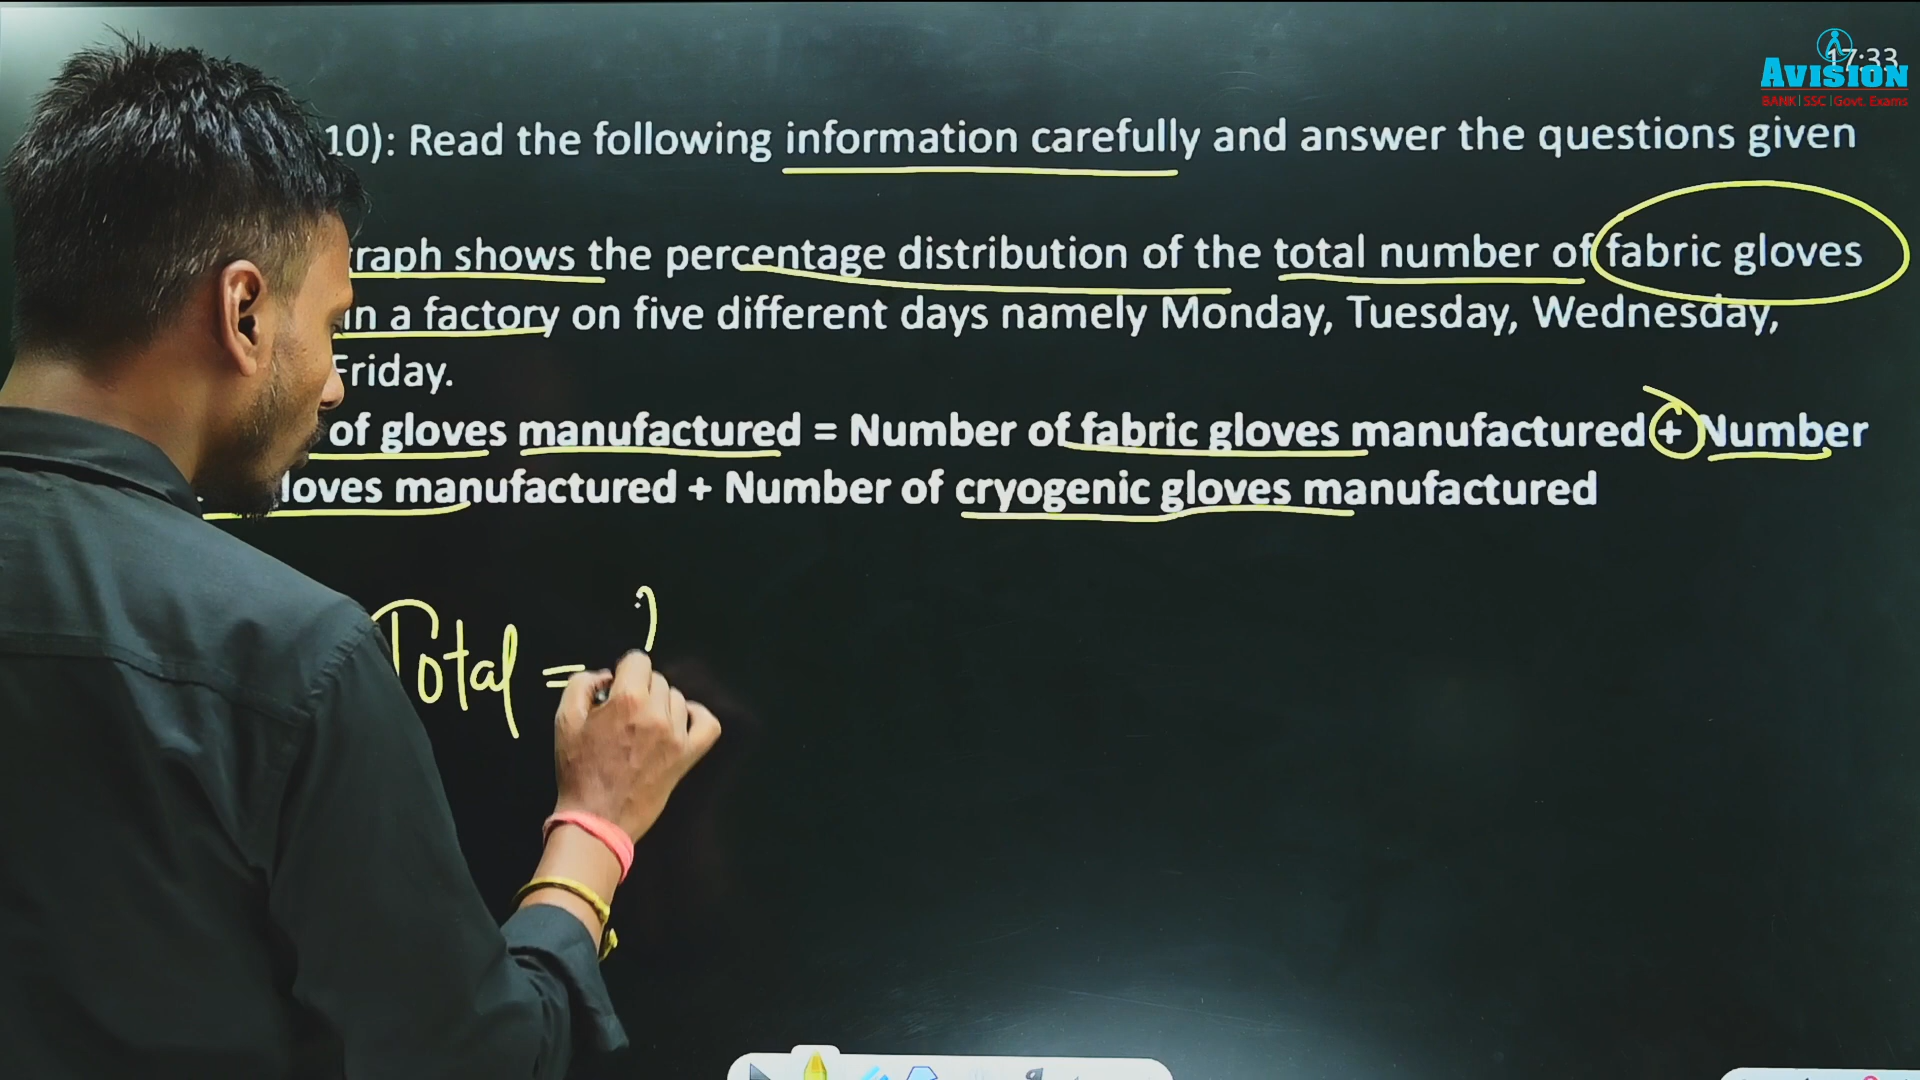 17:33
AVISION
BANK | SSC | Govt. Exams
10): Read the following information carefully and answer the questions given
graph shows the percentage distribution of the total number of fabric gloves
in a factory on five different days namely Monday, Tuesday, Wednesday,
Friday.
of gloves manufactured = Number of fabric gloves manufactured + Number
loves manufactured + Number of cryogenic gloves manufactured
Total = ?